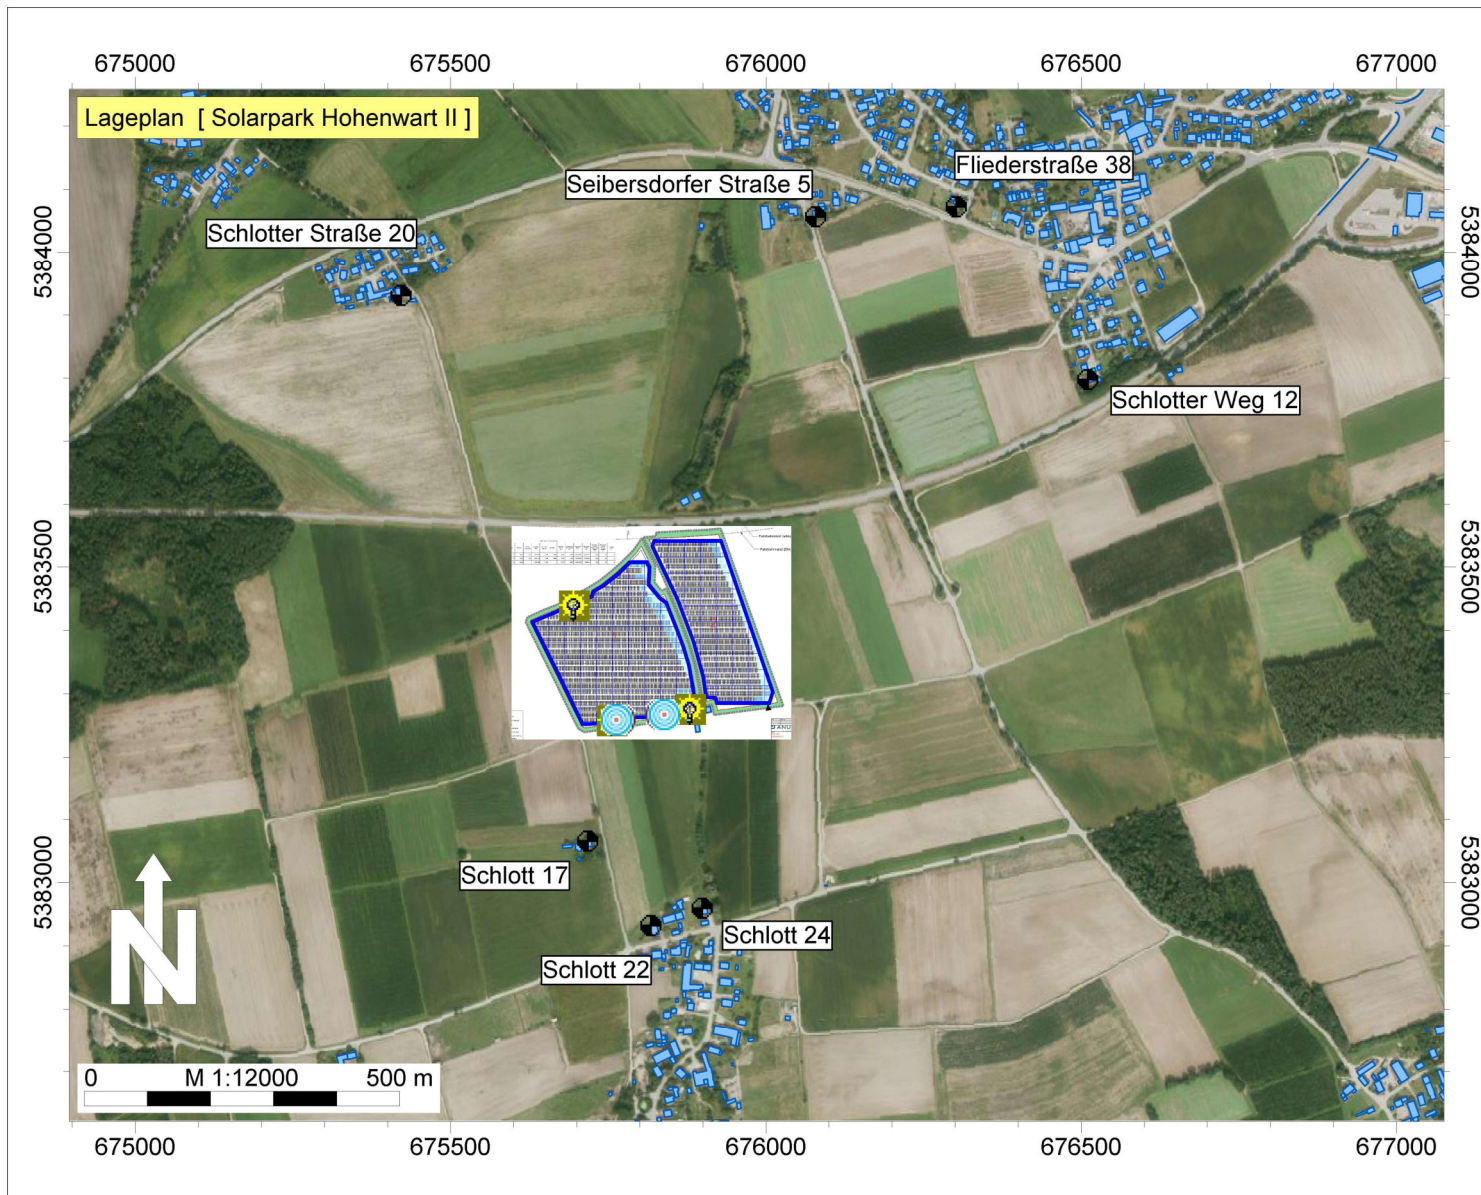 675000 675500 676000 676500 677000
Lageplan [ Solarpark Hohenwart II ]
Fliederstraße 38
Seibersdorfer Straße 5
Schlotter Straße 20
5384000
5384000
Schlotter Weg 12
5383500
5383500
Schlott 17
5383000
5383000
Schlott 24
Schlott 22
N
0 M 1:12000 500 m
675000 675500 676000 676500 677000